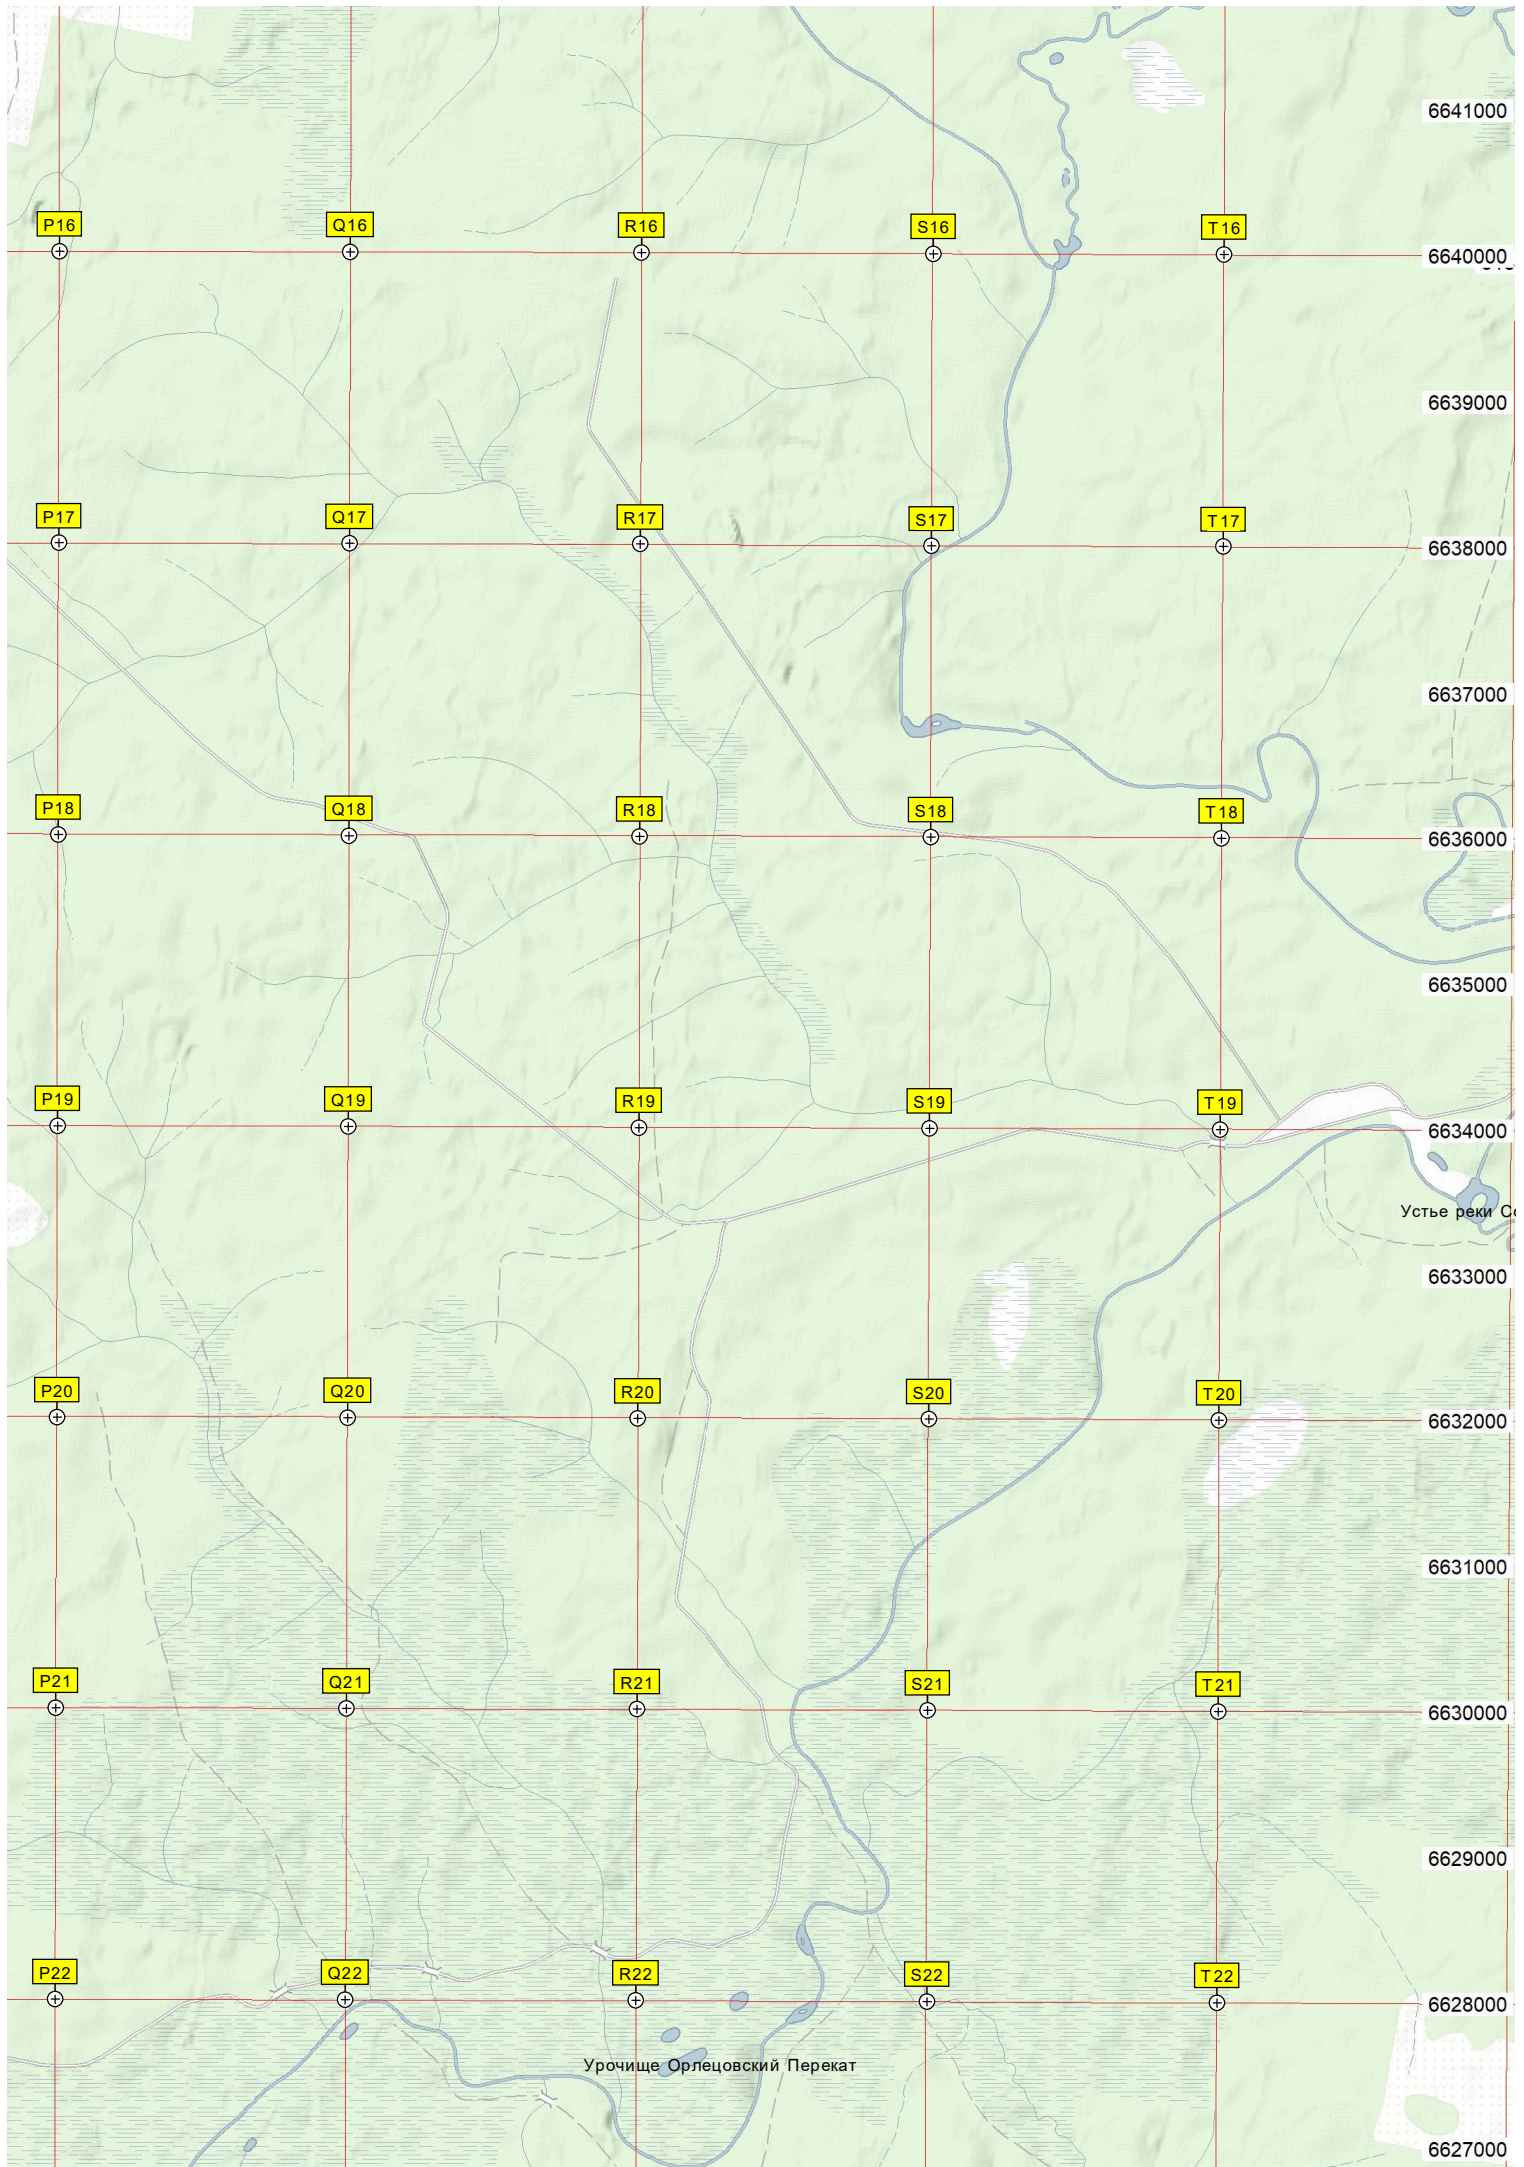 6641000
P16 Q16 R16 S16 T16
6640000
6639000
P17 Q17 R17 S17 T17
6638000
6637000
P18 Q18 R18 S18 T18
6636000
6635000
P19 Q19 R19 S19 T19
6634000
Устье реки
6633000
P20 Q20 R20 S20 T20
6632000
6631000
P21 Q21 R21 S21 T21
6630000
6629000
P22 Q22 R22 S22 T22
6628000
Урочище Орлецовский Перекат
6627000